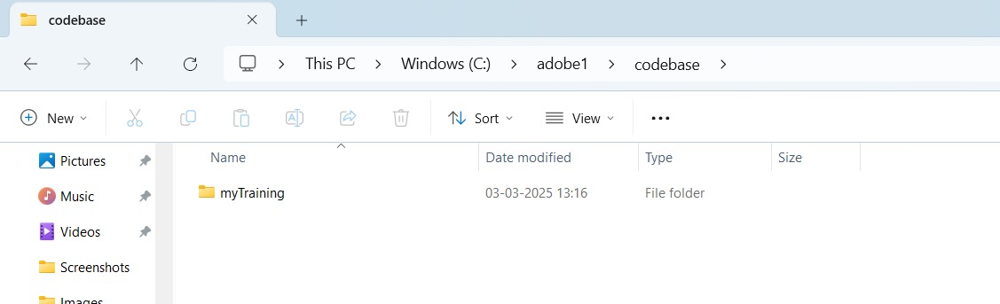 codebase
This PC Windows (C:) adobe1 codebase
New Sort View
Name Date modified Type Size
Pictures
myTraining 03-03-2025 13:16 File folder
Music
Videos
Screenshots
Images